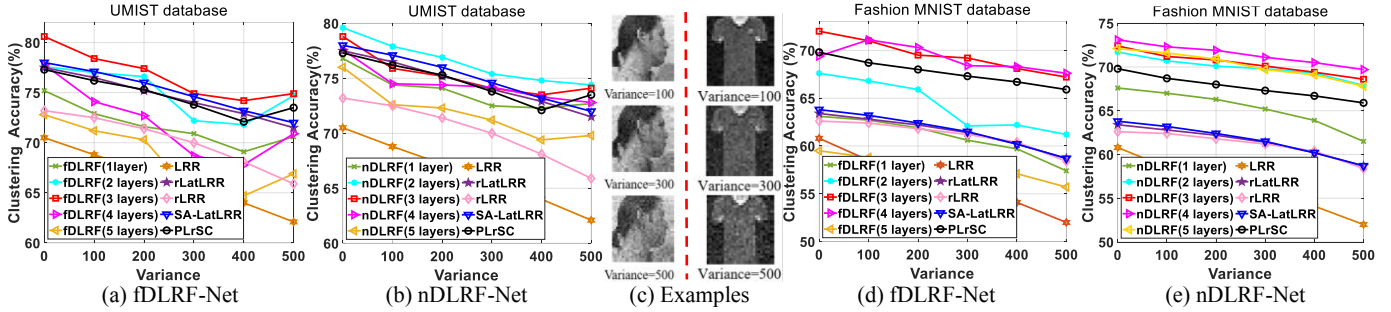 UMIST database
Clustering Accuracy(%)
80
75
70
65
60
0 100 200 300 400 500
Variance
fDLRF(1layer)
fDLRF(2 layers)
fDLRF(3 layers)
fDLRF(4 layers)
fDLRF(5 layers)
LRR
rLatLRR
rLRR
SA-LatLRR
PLrSC
(a) fDLRF-Net
UMIST database
Clustering Accuracy(%)
80
75
70
65
60
0 100 200 300 400 500
Variance
nDLRF(1 layer)
nDLRF(2 layers)
nDLRF(3 layers)
nDLRF(4 layers)
nDLRF(5 layers)
LRR
rLatLRR
rLRR
SA-LatLRR
PLrSC
(b) nDLRF-Net
Variance=100
Variance=300
Variance=500
Variance=100
Variance=300
Variance=500
(c) Examples
Fashion MNIST database
Clustering Accuracy (%)
70
65
60
55
50
0 100 200 300 400 500
Variance
fDLRF(1 layer)
fDLRF(2 layers)
fDLRF(3 layers)
fDLRF(4 layers)
fDLRF(5 layers)
LRR
rLatLRR
rLRR
SA-LatLRR
PLrSC
(d) fDLRF-Net
Fashion MNIST database
Clustering Accuracy(%)
75
70
65
60
55
50
0 100 200 300 400 500
Variance
nDLRF(1 layer)
nDLRF(2 layers)
nDLRF(3 layers)
nDLRF(4 layers)
nDLRF(5 layers)
LRR
rLatLRR
rLRR
SA-LatLRR
PLrSC
(e) nDLRF-Net